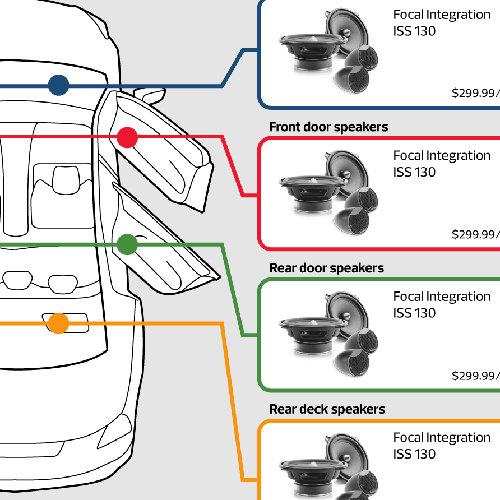 Focal Integration
ISS 130
$299.99/
Front door speakers
Focal Integration
ISS 130
$299.99/
Rear door speakers
Focal Integration
ISS 130
$299.99/
Rear deck speakers
Focal Integration
ISS 130